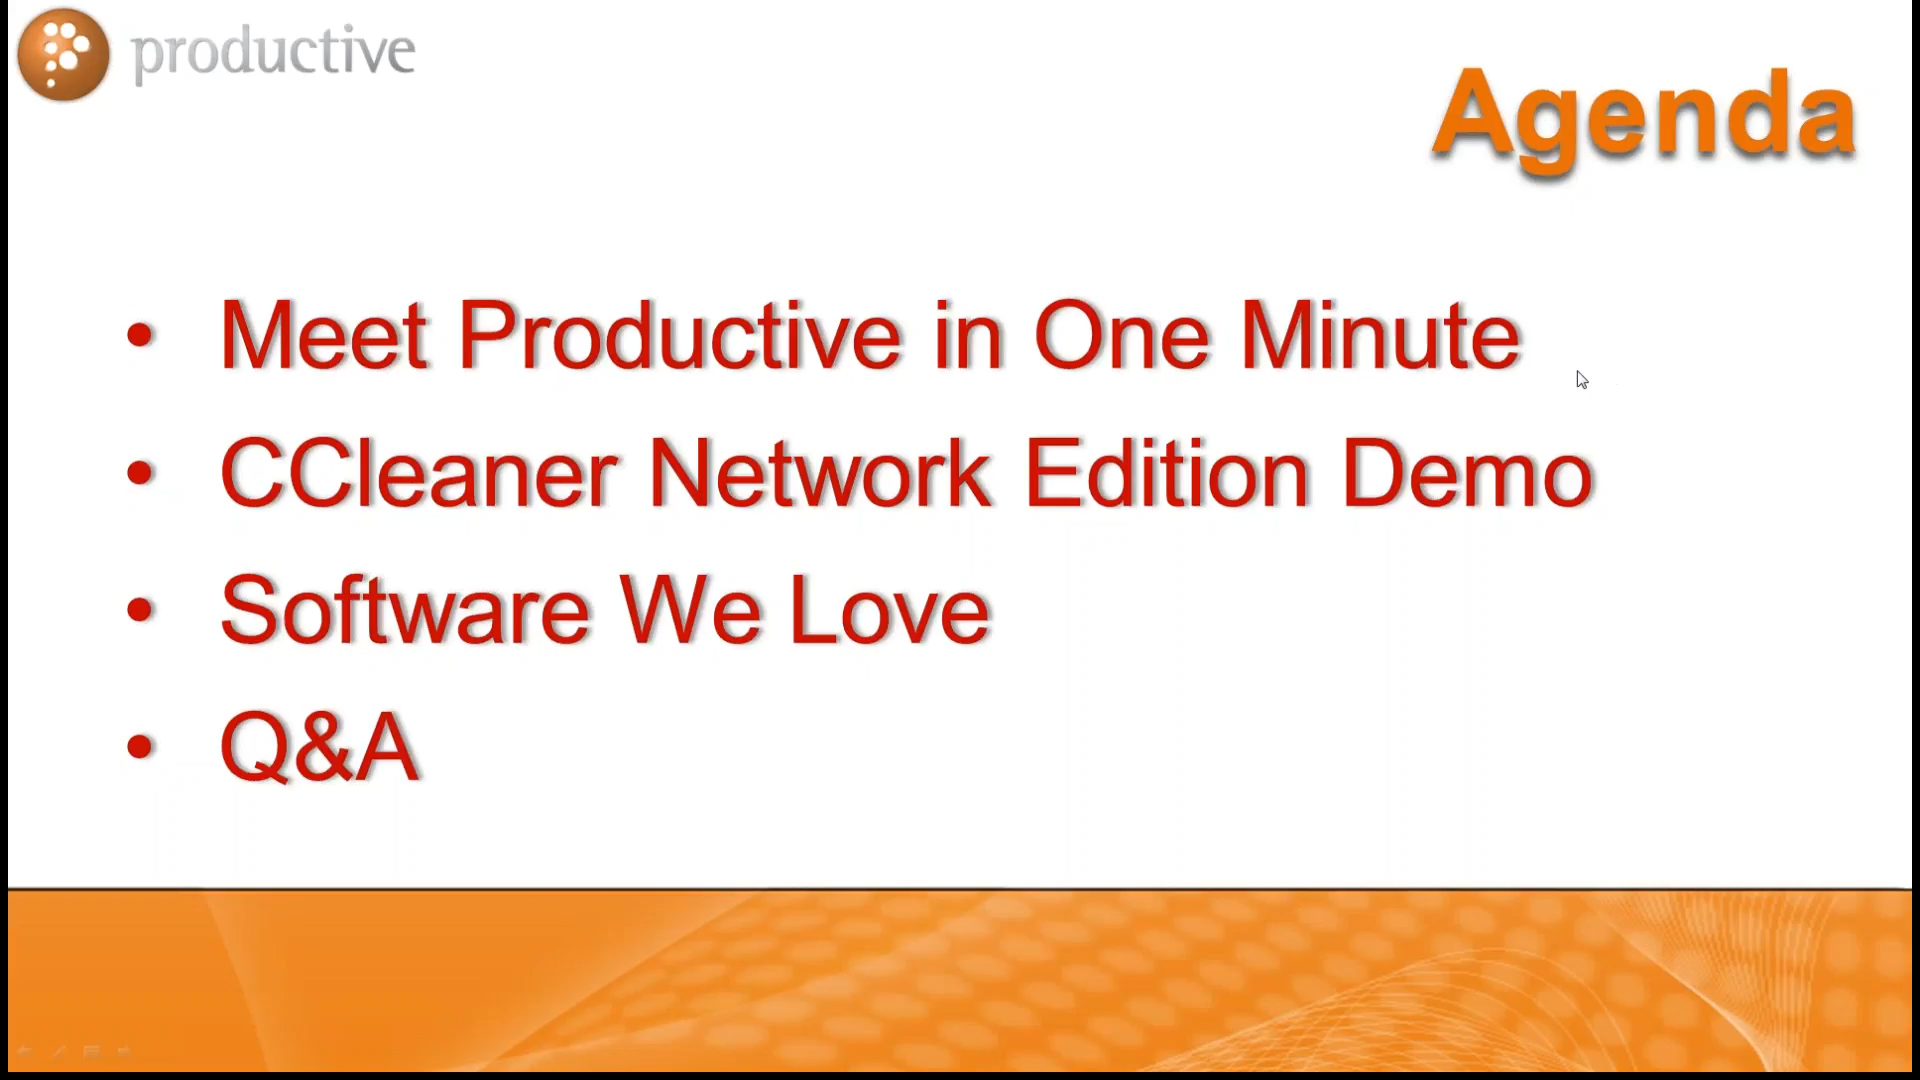 productive
Agenda
• Meet Productive in One Minute
• CCleaner Network Edition Demo
• Software We Love
• Q&A